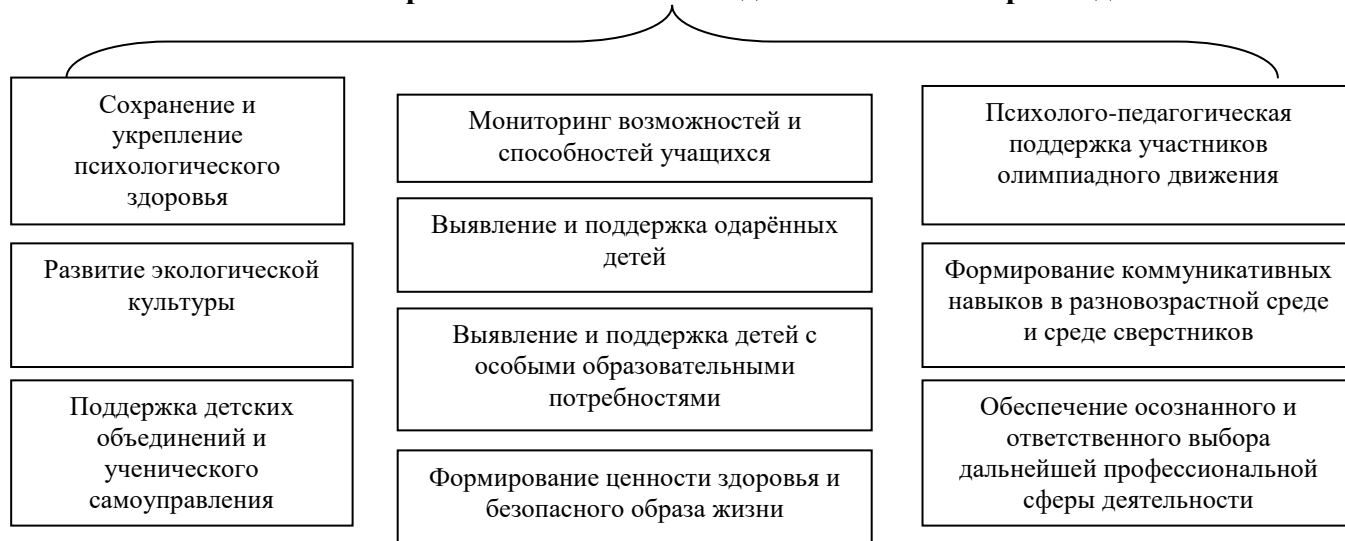 Сохранение и
укрепление
психологического
здоровья
Развитие экологической
культуры
Поддержка детских
объединений и
ученического
самоуправления
Мониторинг возможностей и
способностей учащихся
Выявление и поддержка одарённых
детей
Выявление и поддержка детей с
особыми образовательными
потребностями
Формирование ценности здоровья и
безопасного образа жизни
Психолого-педагогическая
поддержка участников
олимпиадного движения
Формирование коммуникативных
навыков в разновозрастной среде
и среде сверстников
Обеспечение осознанного и
ответственного выбора
дальнейшей профессиональной
сферы деятельности